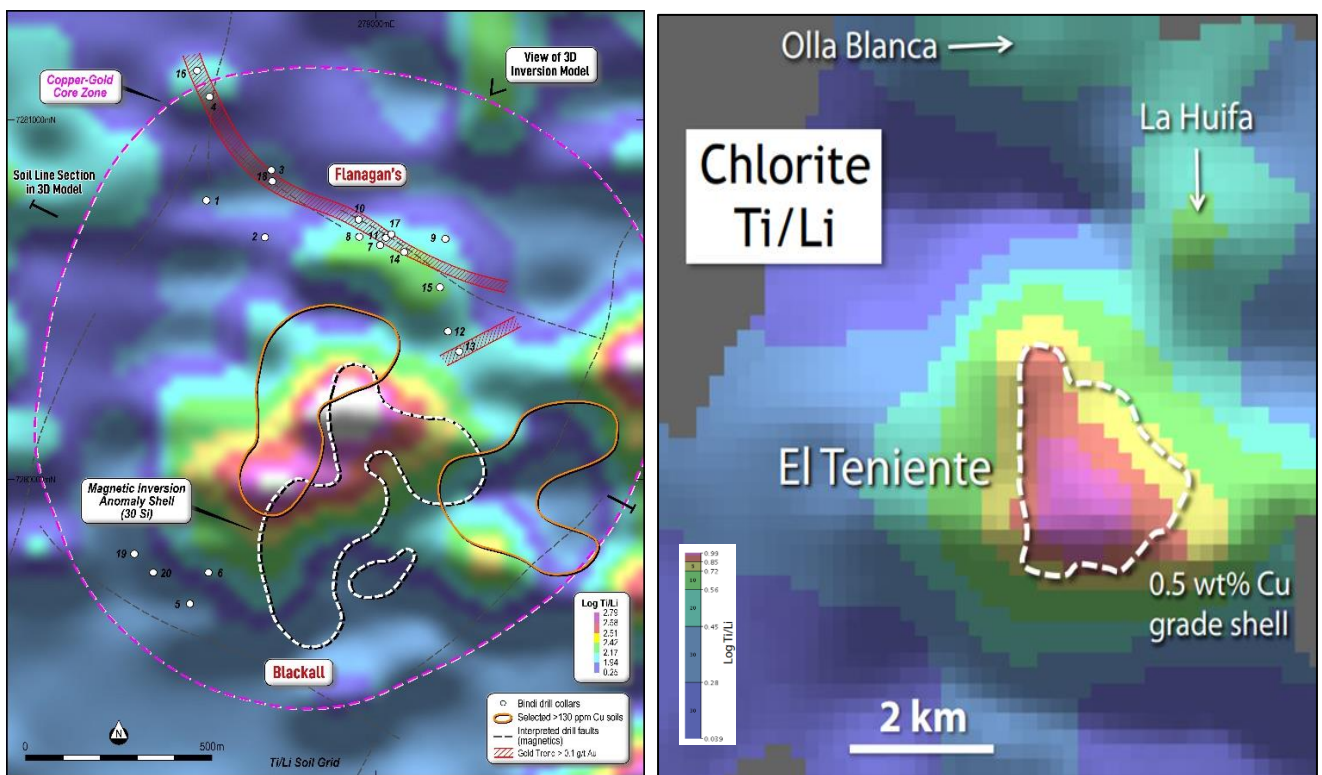 279000mE
16
Copper-Gold
Core Zone
View of 3D
Inversion Model
4
7281000mN
Soil Line Section
in 3D Model
3
18
Flanagan's
1
10
17
2
8
11
9
7
14
15
12
13
Magnetic Inversion
Anomaly Shell
(30 Si)
19
20
6
5
Log Ti/Li
2.79
2.58
2.51
2.42
2.17
1.94
0.25
Blackall
Bindi drill collars
Selected >130 ppm Cu soils
Interpreted drill faults
(magnetics)
Gold Trend > 0.1 g/t Au
N
0
500m
Ti/Li Soil Grid
Olla Blanca
La Huifa
Chlorite
Ti/Li
El Teniente
0.99
0.85
0.72
0.56
0.45
0.28
0.039
Log Ti/Li
0.5 wt% Cu
grade shell
2 km